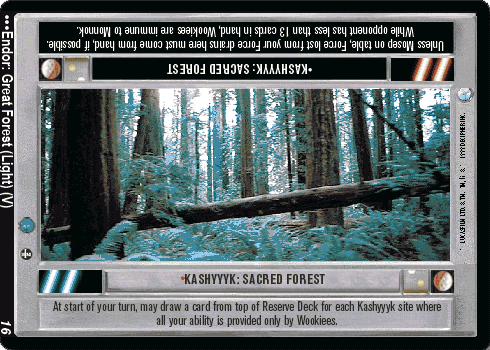 Unless Mosep on table, Force lost from your Force drains here must come from hand, if possible.
While opponent has less than 13 cards in hand, Wookiees are immune to Monnok.
•KASHYYYK: SACRED FOREST
•••Endor: Great Forest (Light) (V)
16
•KASHYYYK: SACRED FOREST
At start of your turn, may draw a card from top of Reserve Deck for each Kashyyyk site where
all your ability is provided only by Wookiees.